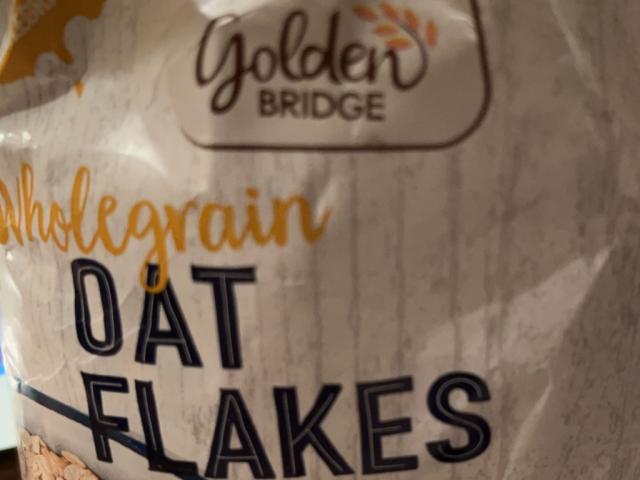 Golden
BRIDGE
Wholegrain
OAT
FLAKES